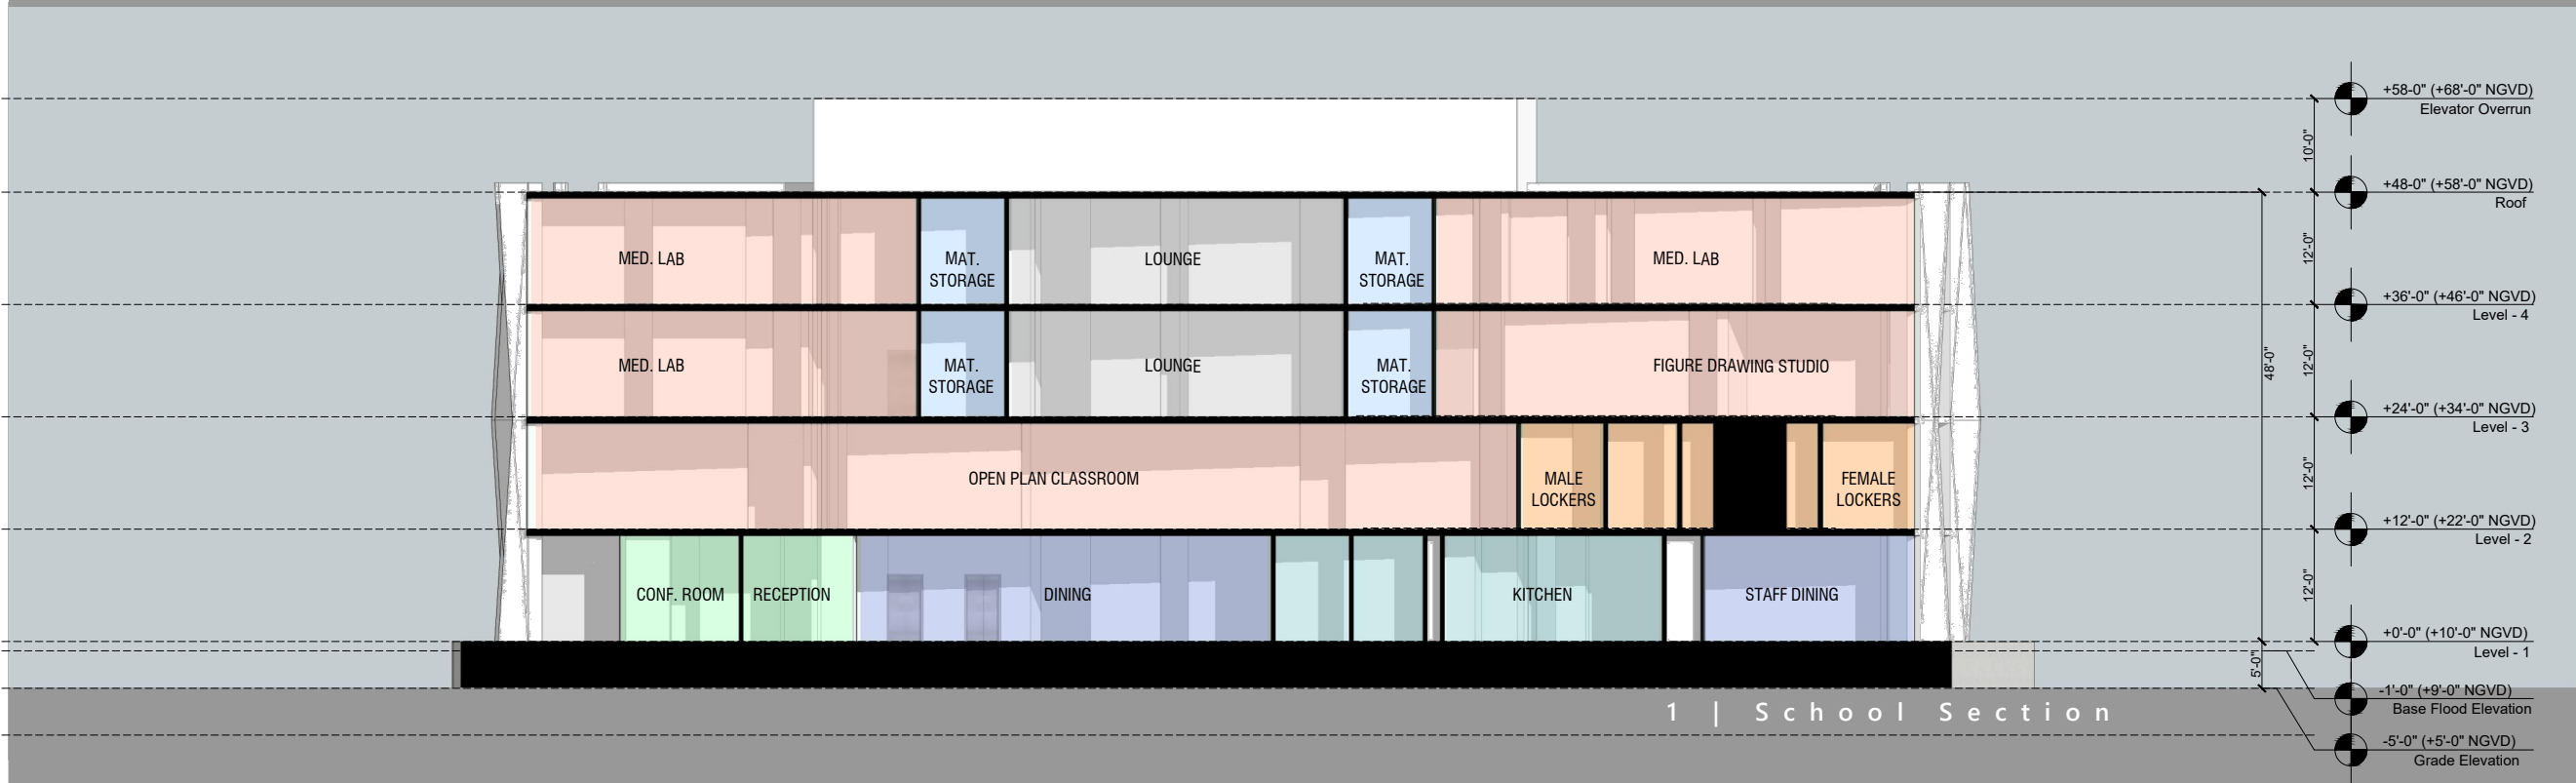 +58-0" (+68'-0" NGVD)
Elevator Overrun
10'-0"
+48-0" (+58'-0" NGVD)
Roof
MED. LAB
MAT.
STORAGE
LOUNGE
MAT.
STORAGE
MED. LAB
12'-0"
+36'-0" (+46'-0" NGVD)
Level - 4
MED. LAB
MAT.
STORAGE
LOUNGE
MAT.
STORAGE
FIGURE DRAWING STUDIO
48'-0"
12'-0"
+24'-0" (+34'-0" NGVD)
Level - 3
OPEN PLAN CLASSROOM
MALE
LOCKERS
FEMALE
LOCKERS
12'-0"
+12'-0" (+22'-0" NGVD)
Level - 2
CONF. ROOM
RECEPTION
DINING
KITCHEN
STAFF DINING
12'-0"
+0'-0" (+10'-0" NGVD)
Level - 1
5'-0"
-1'-0" (+9'-0" NGVD)
Base Flood Elevation
1 | School Section
-5'-0" (+5'-0" NGVD)
Grade Elevation